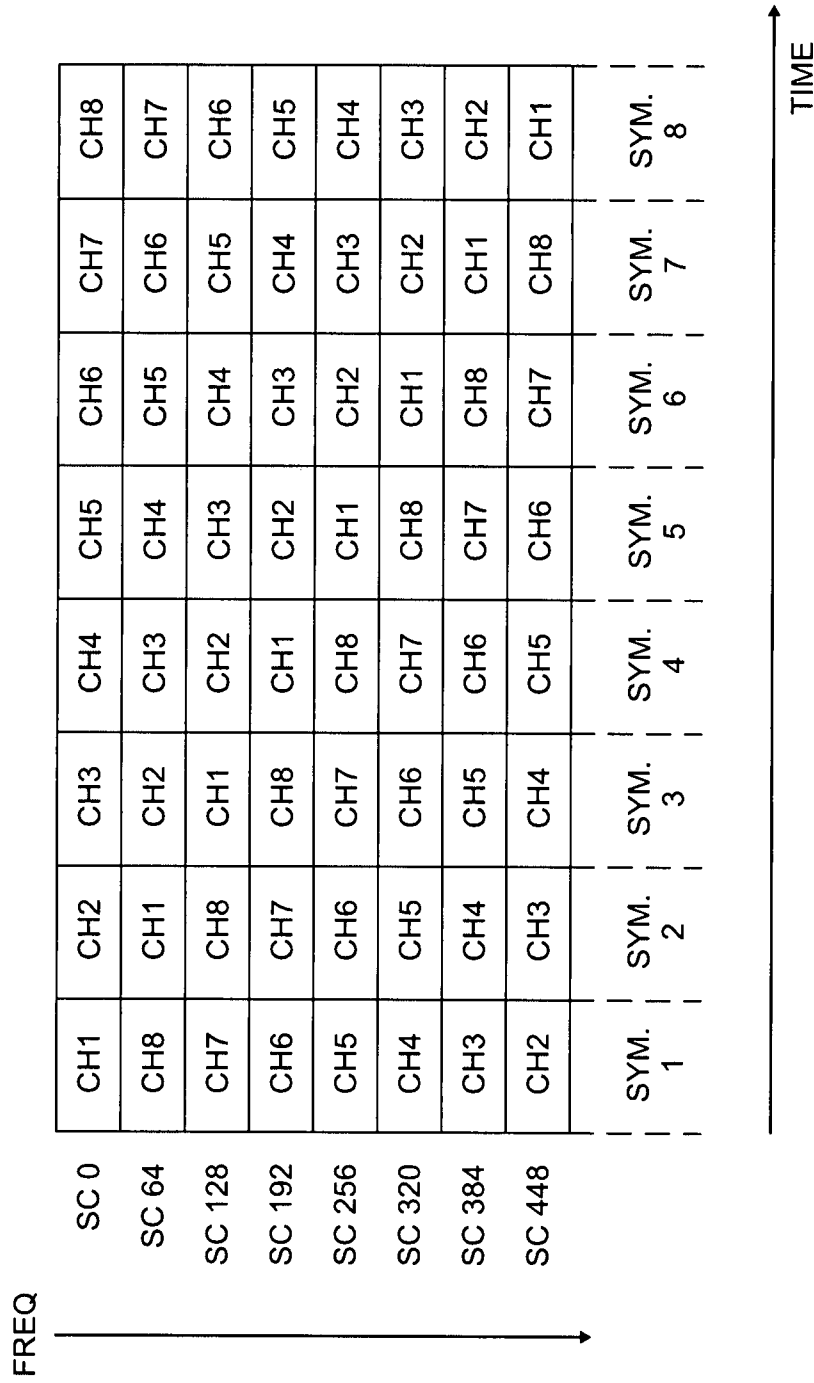 FREQ
SC 0 CH1 CH2 CH3 CH4 CH5 CH6 CH7 CH8
SC 64 CH8 CH1 CH2 CH3 CH4 CH5 CH6 CH7
SC 128 CH7 CH8 CH1 CH2 CH3 CH4 CH5 CH6
SC 192 CH6 CH7 CH8 CH1 CH2 CH3 CH4 CH5
SC 256 CH5 CH6 CH7 CH8 CH1 CH2 CH3 CH4
SC 320 CH4 CH5 CH6 CH7 CH8 CH1 CH2 CH3
SC 384 CH3 CH4 CH5 CH6 CH7 CH8 CH1 CH2
SC 448 CH2 CH3 CH4 CH5 CH6 CH7 CH8 CH1
SYM. SYM. SYM. SYM. SYM. SYM. SYM. SYM.
1 2 3 4 5 6 7 8
TIME